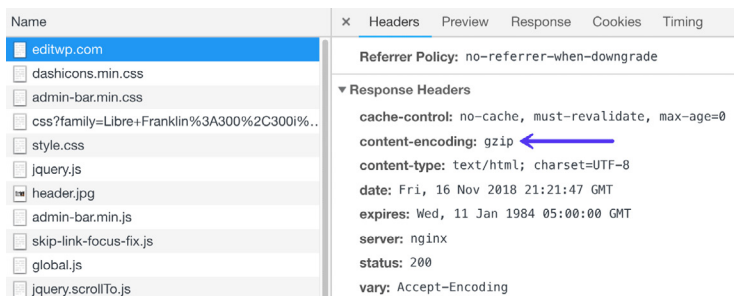 Name
editwp.com
dashicons.min.css
admin-bar.min.css
css?family=Libre+Franklin%3A300%2C300i%...
style.css
jquery.js
header.jpg
admin-bar.min.js
skip-link-focus-fix.js
global.js
jquery.scrollTo.js
× Headers Preview Response Cookies Timing
Referrer Policy: no-referrer-when-downgrade
▼ Response Headers
cache-control: no-cache, must-revalidate, max-age=0
content-encoding: gzip
content-type: text/html; charset=UTF-8
date: Fri, 16 Nov 2018 21:21:47 GMT
expires: Wed, 11 Jan 1984 05:00:00 GMT
server: nginx
status: 200
vary: Accept-Encoding